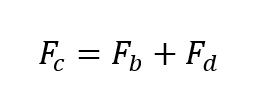 F_c = F_b + F_d